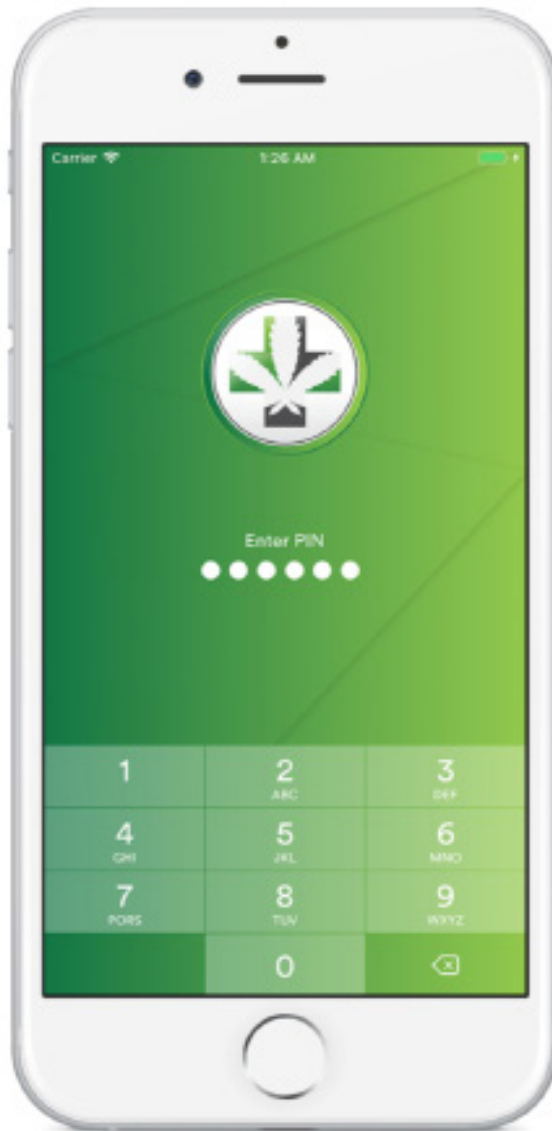 Carrier 1:26 AM
Enter PIN
1 2 3
ABC DEF
4 5 6
GHI JKL MNO
7 8 9
PQRS TUV WXYZ
0